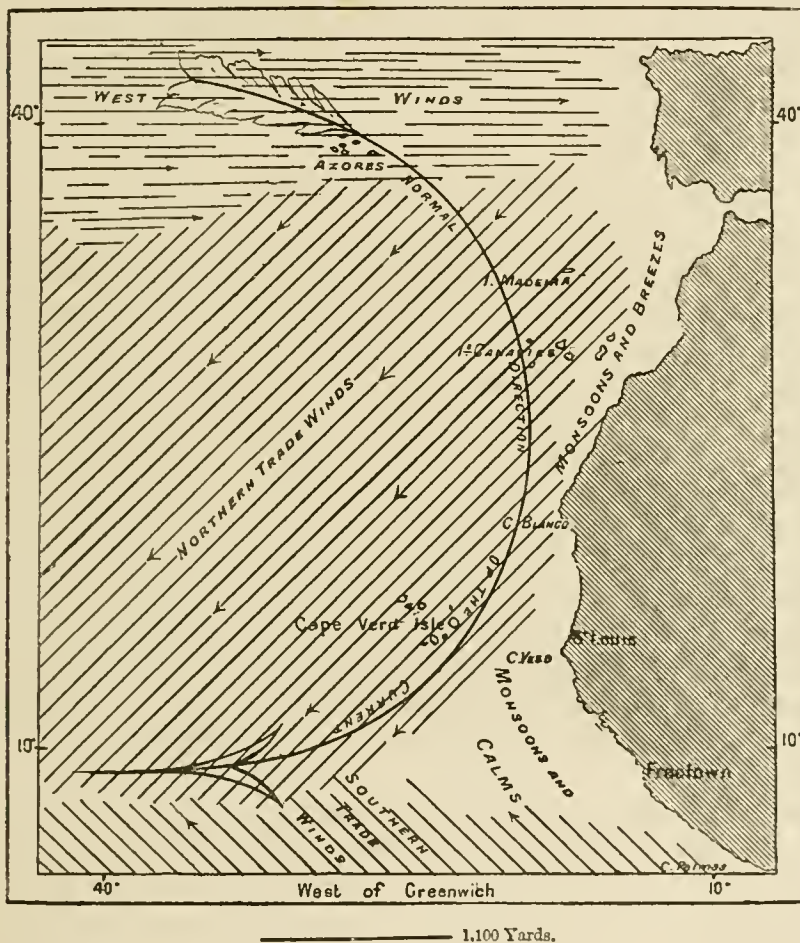 WEST WINDS
40° 40°
AZORES
NORMAL
I. MADEIRA
MONSOONS AND BREEZES
Iˢ CANARIES
DIRECTION
NORTHERN TRADE WINDS
C. BLANCO
OF THE
Cape Verd Isles
Sᵗ Louis
C. VERD
CURRENT
MONSOONS AND
CALMS
10° 10°
Freetown
SOUTHERN
TRADE
WINDS
C. Palmas
40° West of Greenwich 10°
1,100 Yards.